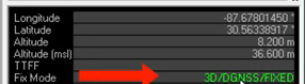 Longitude -87.67801450 °
Latitude 30.56338917 °
Altitude 8.200 m
Altitude (msl) 36.600 m
TTFF
Fix Mode 3D/DGNSS/FIXED